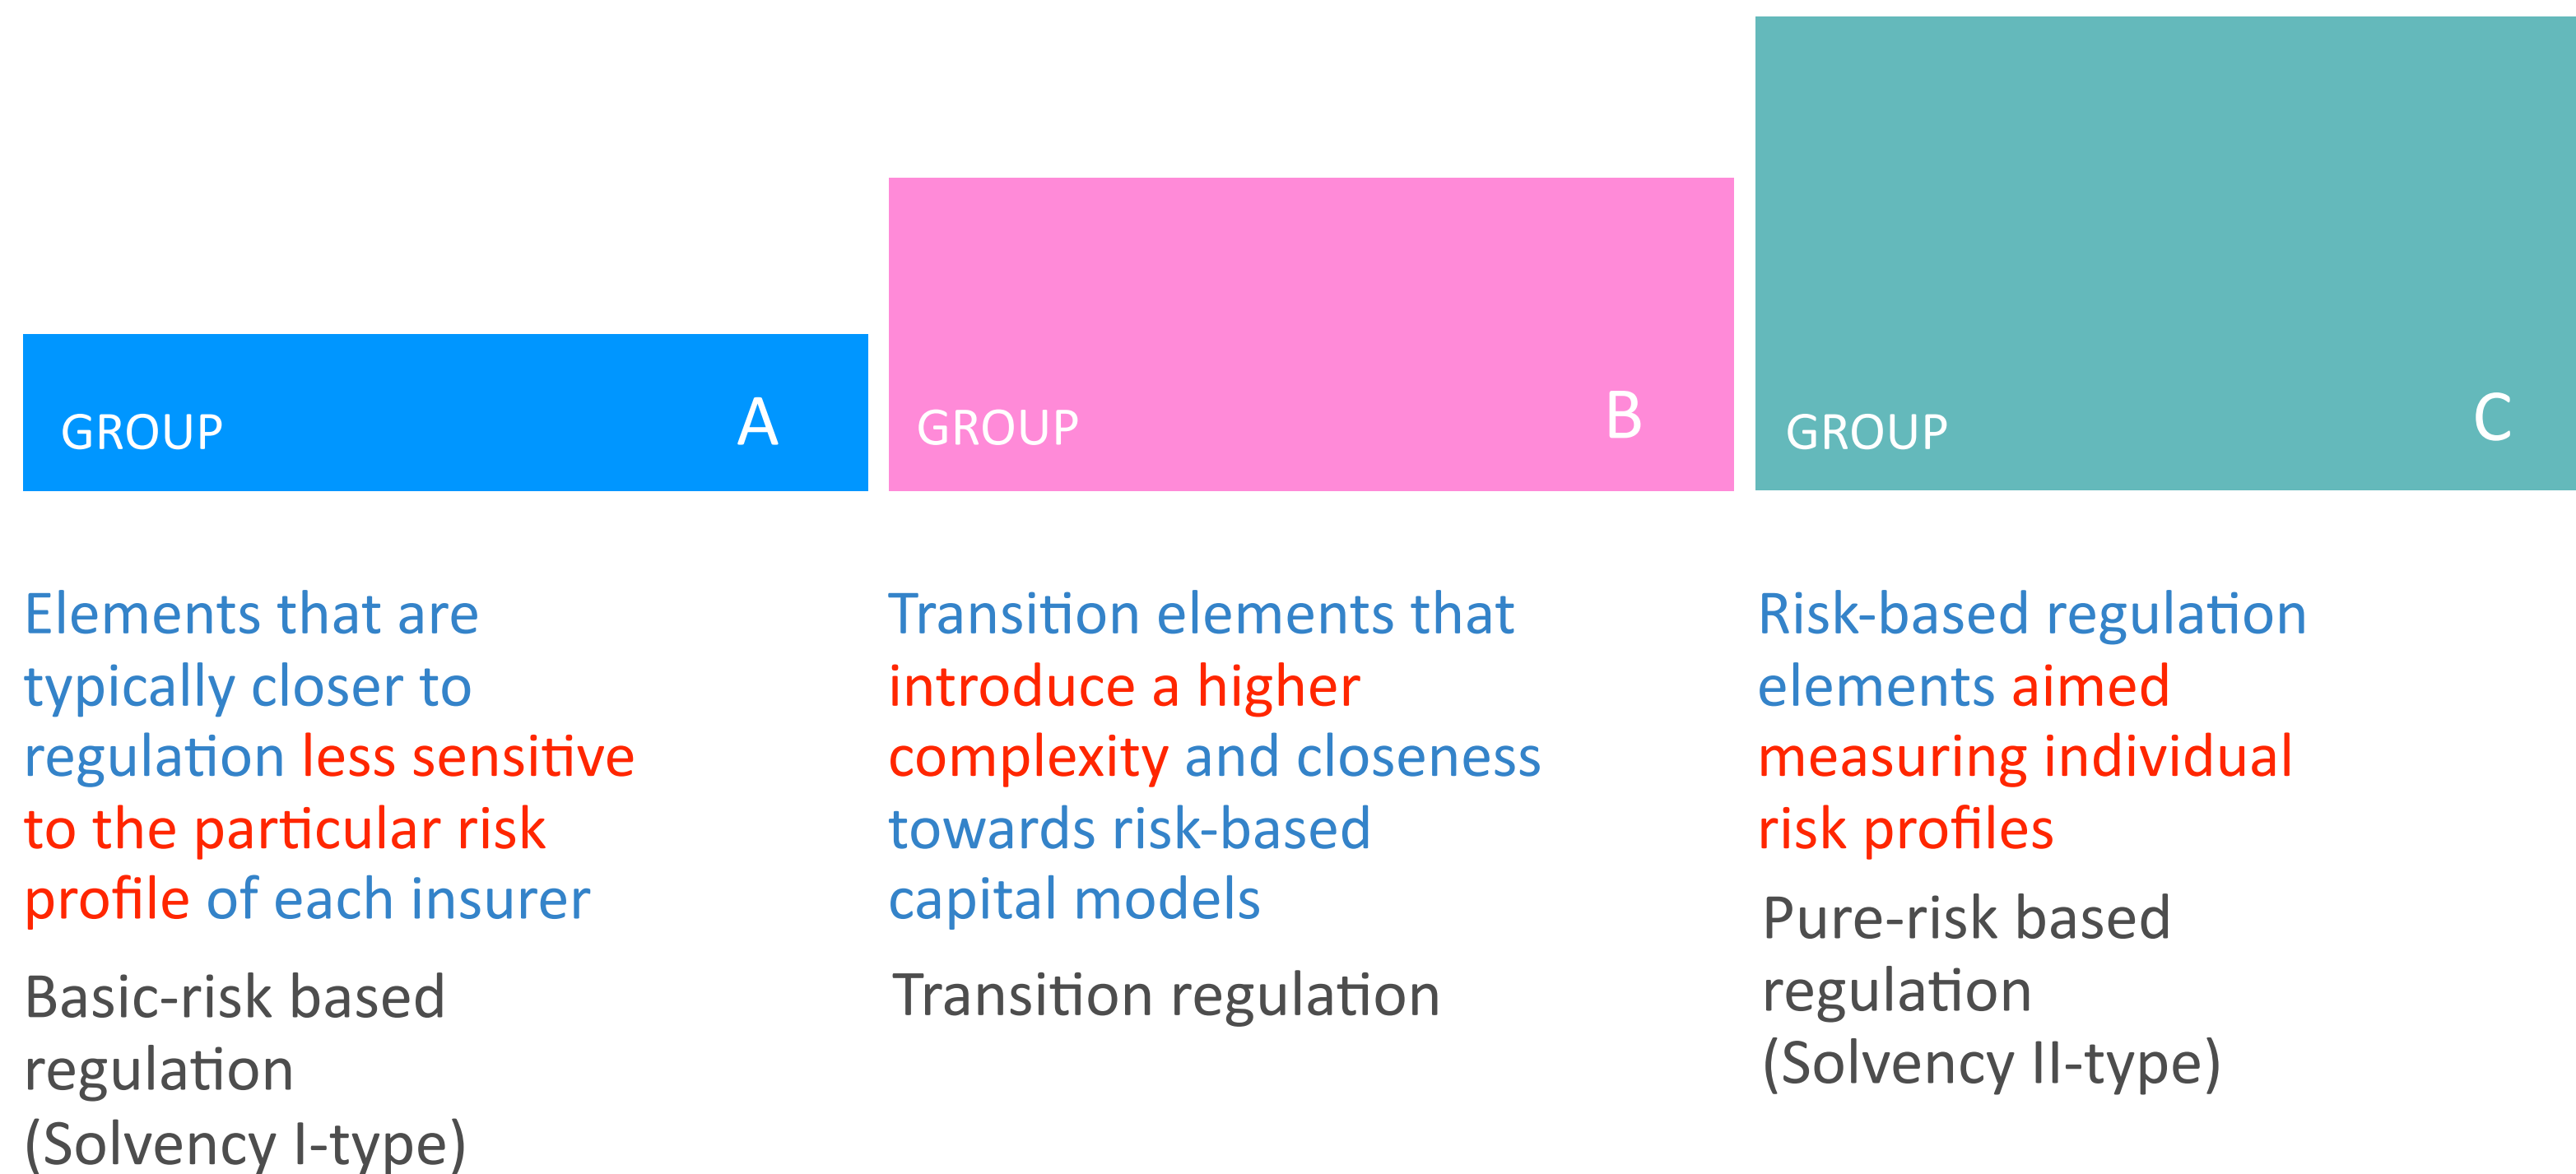 GROUP A
Elements that are
typically closer to
regulation less sensitive
to the particular risk
profile of each insurer
Basic-risk based
regulation
(Solvency I-type)
GROUP B
Transition elements that
introduce a higher
complexity and closeness
towards risk-based
capital models
Transition regulation
GROUP C
Risk-based regulation
elements aimed
measuring individual
risk profiles
Pure-risk based
regulation
(Solvency II-type)